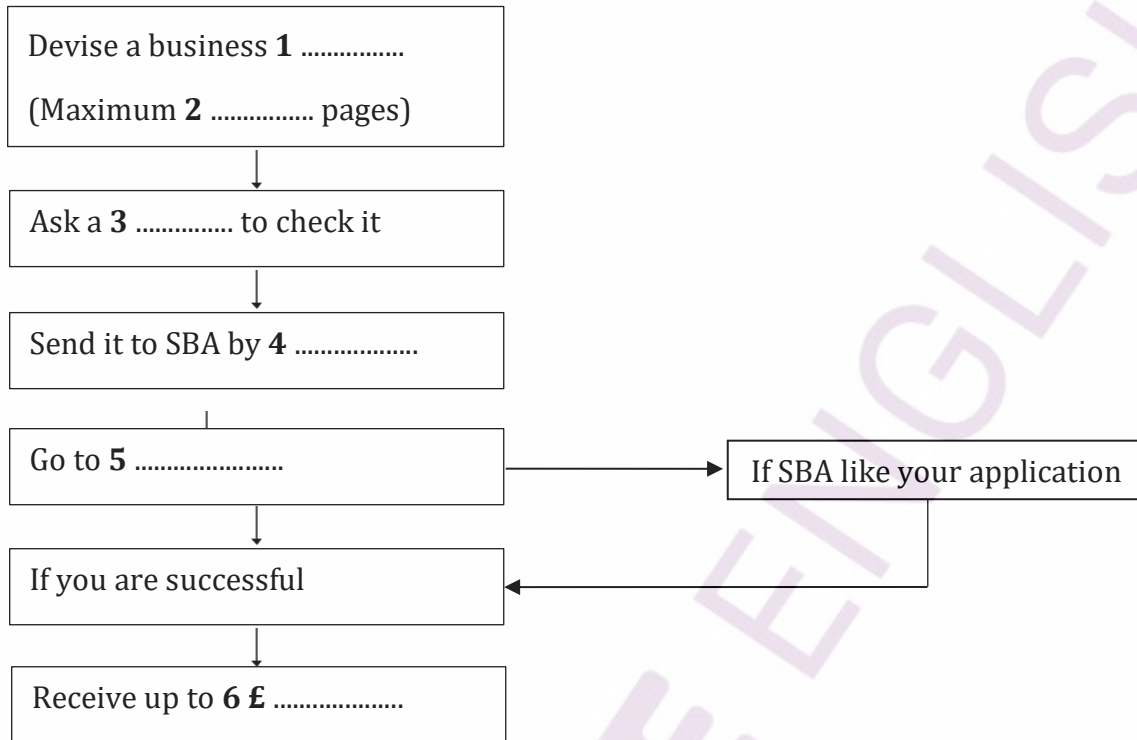 Devise a business 1 ................
(Maximum 2 ................ pages)
Ask a 3 ............... to check it
Send it to SBA by 4 ...................
Go to 5 .......................
If SBA like your application
If you are successful
Receive up to 6 £ ....................
ENGLISH